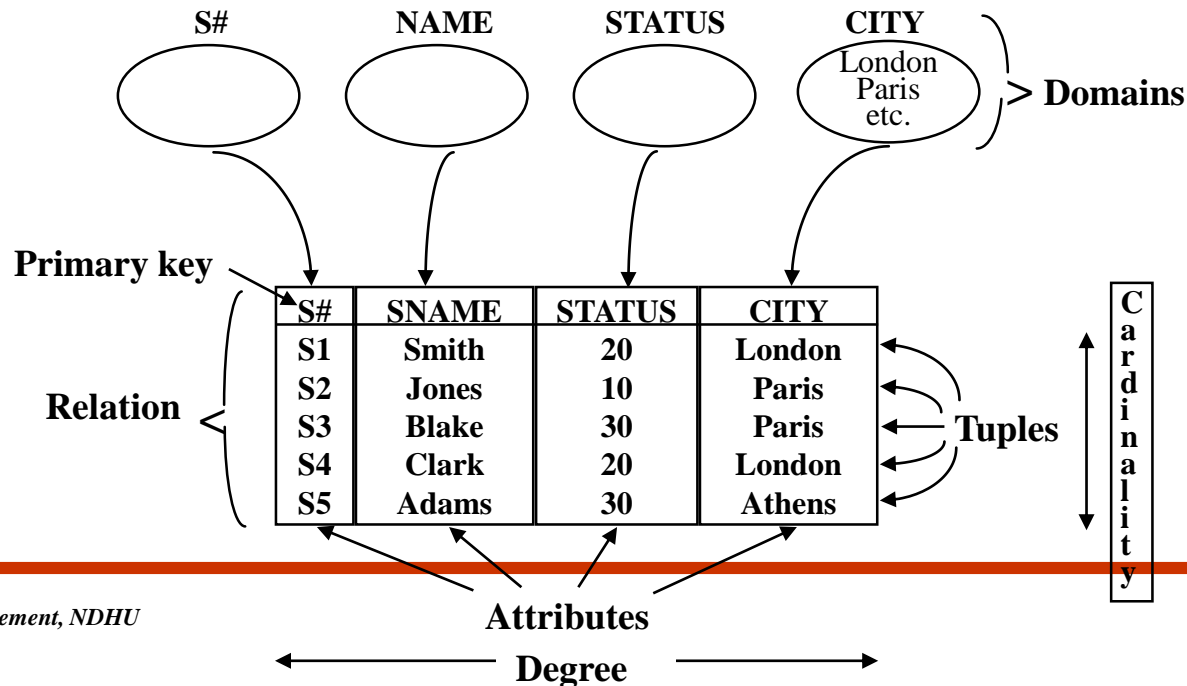 S# NAME STATUS CITY
London
Paris
etc.
Domains
Primary key
S# SNAME STATUS CITY
S1 Smith 20 London
S2 Jones 10 Paris
S3 Blake 30 Paris
S4 Clark 20 London
S5 Adams 30 Athens
Relation
Tuples
Cardinality
Attributes
Degree
ement, NDHU